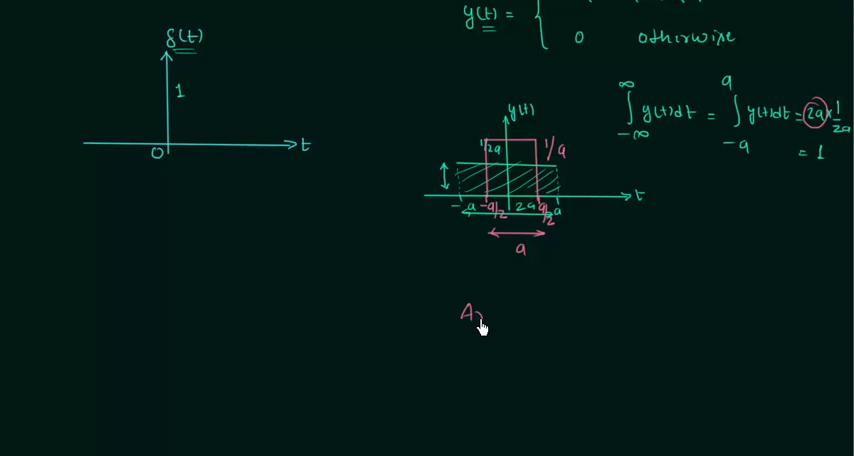 y(t) = {
0 otherwise
δ(t)
1
0 t
∫_{-∞}^{∞} y(t)dt = ∫_{-a}^{a} y(t)dt = 2a × 1/2a
= 1
y(t)
1/2a 1/a
t
-a -a/2 2a a/2 a
a
A